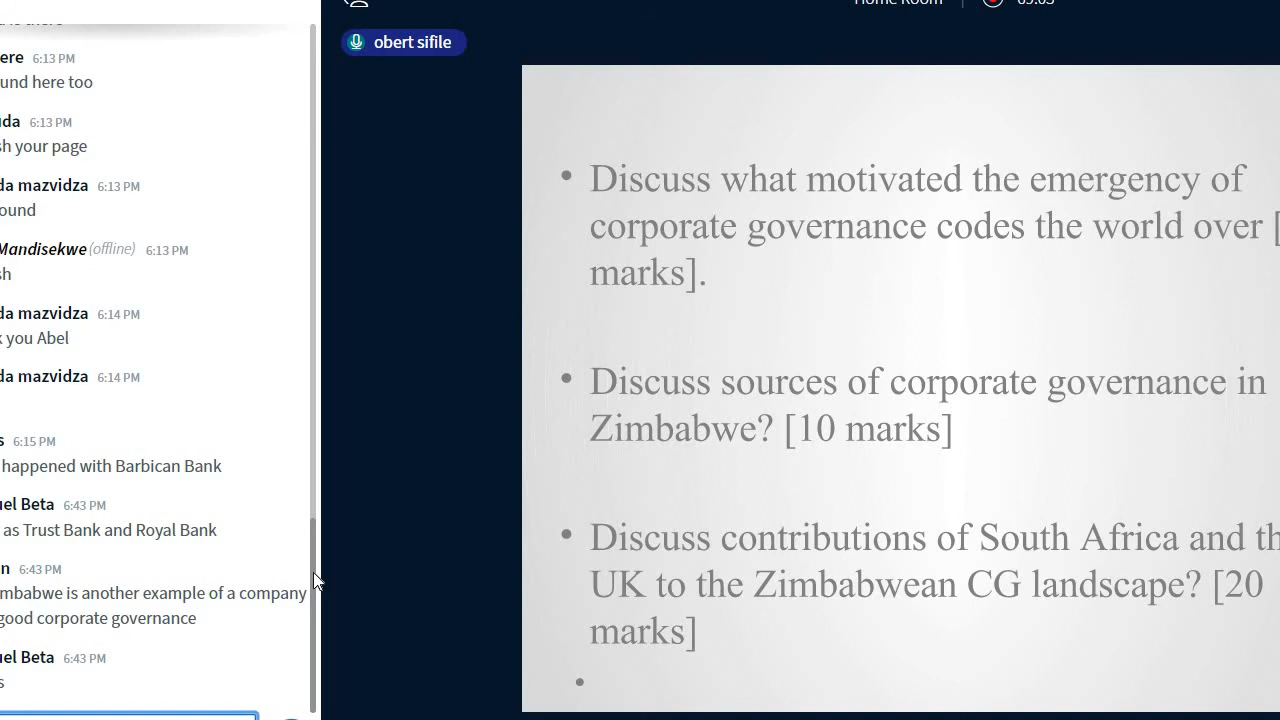 ere 6:13 PM
und here too
da 6:13 PM
sh your page
da mazvidza 6:13 PM
ound
Mandisekwe (offline) 6:13 PM
sh
da mazvidza 6:14 PM
k you Abel
da mazvidza 6:14 PM
s 6:15 PM
happened with Barbican Bank
uel Beta 6:43 PM
as Trust Bank and Royal Bank
n 6:43 PM
mbabwe is another example of a company
good corporate governance
uel Beta 6:43 PM
s
Home Room
obert sifile
• Discuss what motivated the emergency of
corporate governance codes the world over [
marks].
• Discuss sources of corporate governance in
Zimbabwe? [10 marks]
• Discuss contributions of South Africa and th
UK to the Zimbabwean CG landscape? [20
marks]
•